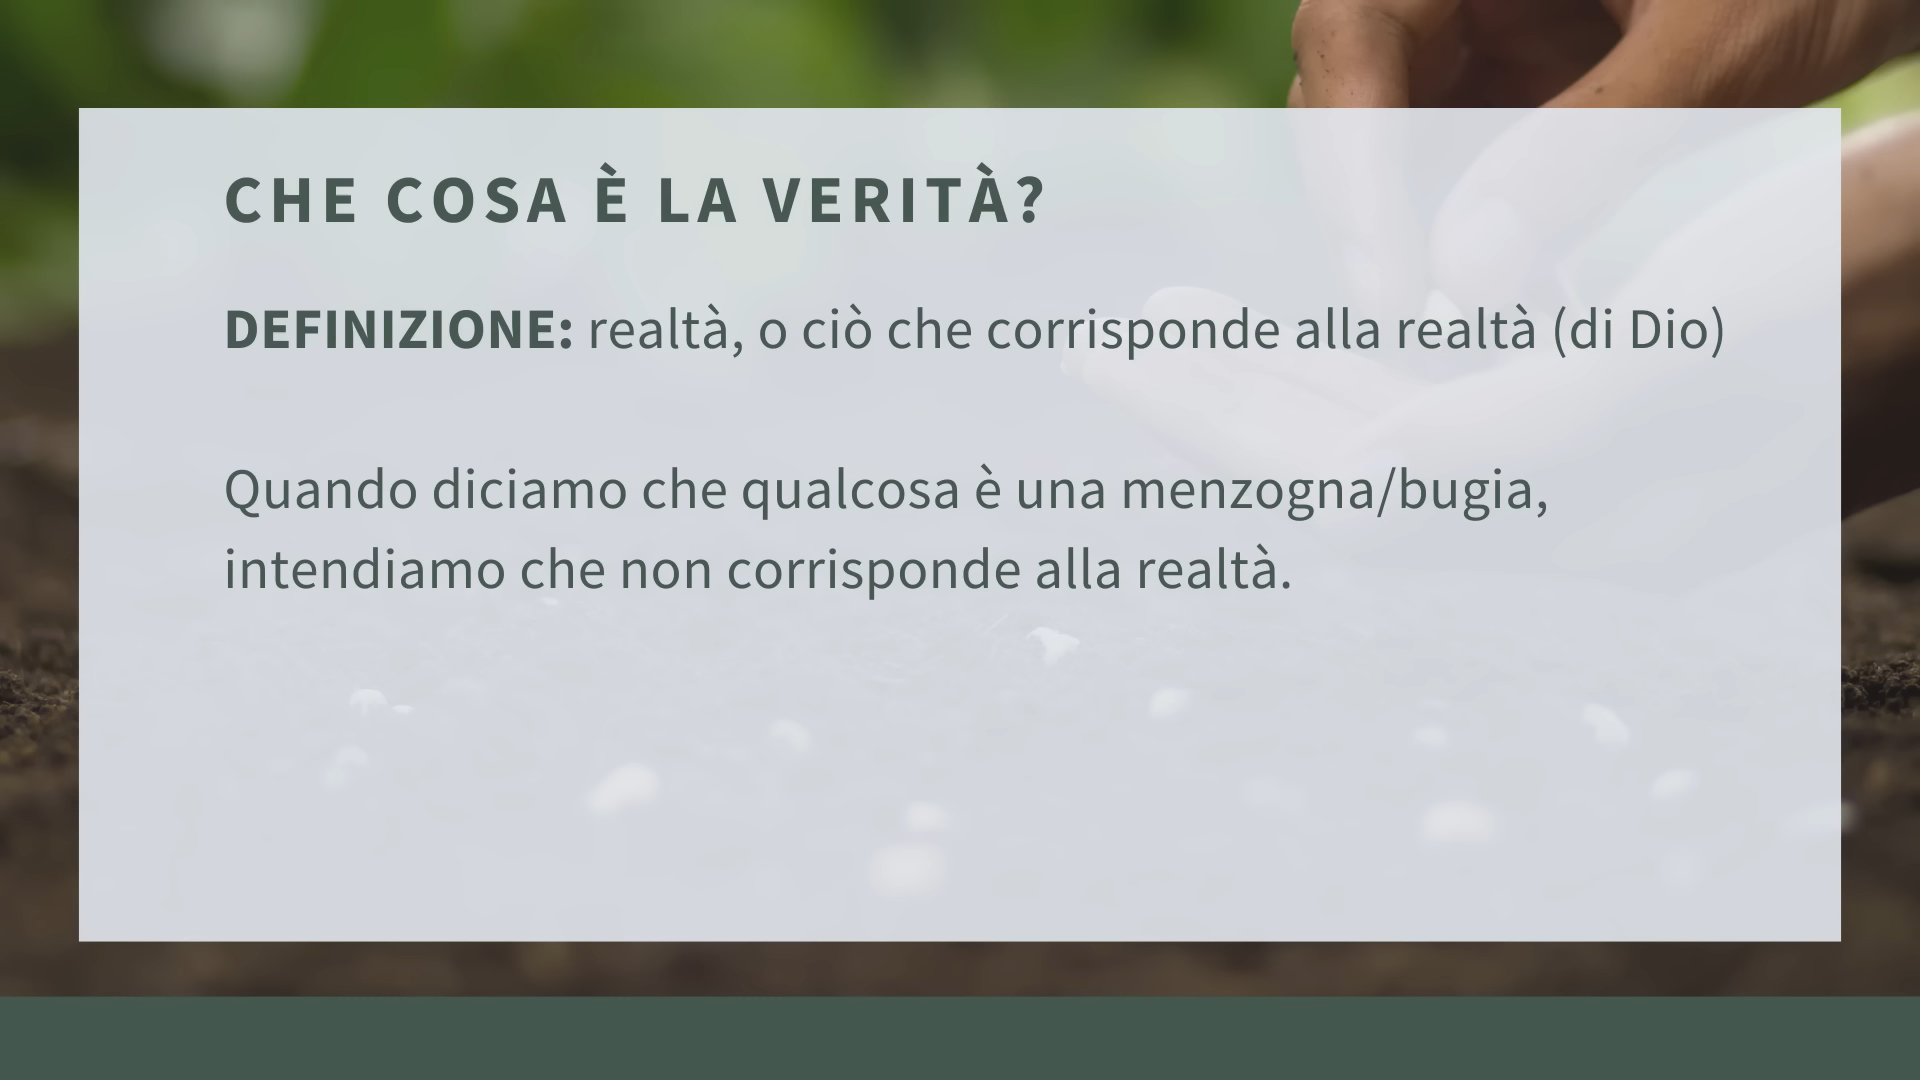 CHE COSA È LA VERITÀ?
DEFINIZIONE: realtà, o ciò che corrisponde alla realtà (di Dio)
Quando diciamo che qualcosa è una menzogna/bugia,
intendiamo che non corrisponde alla realtà.